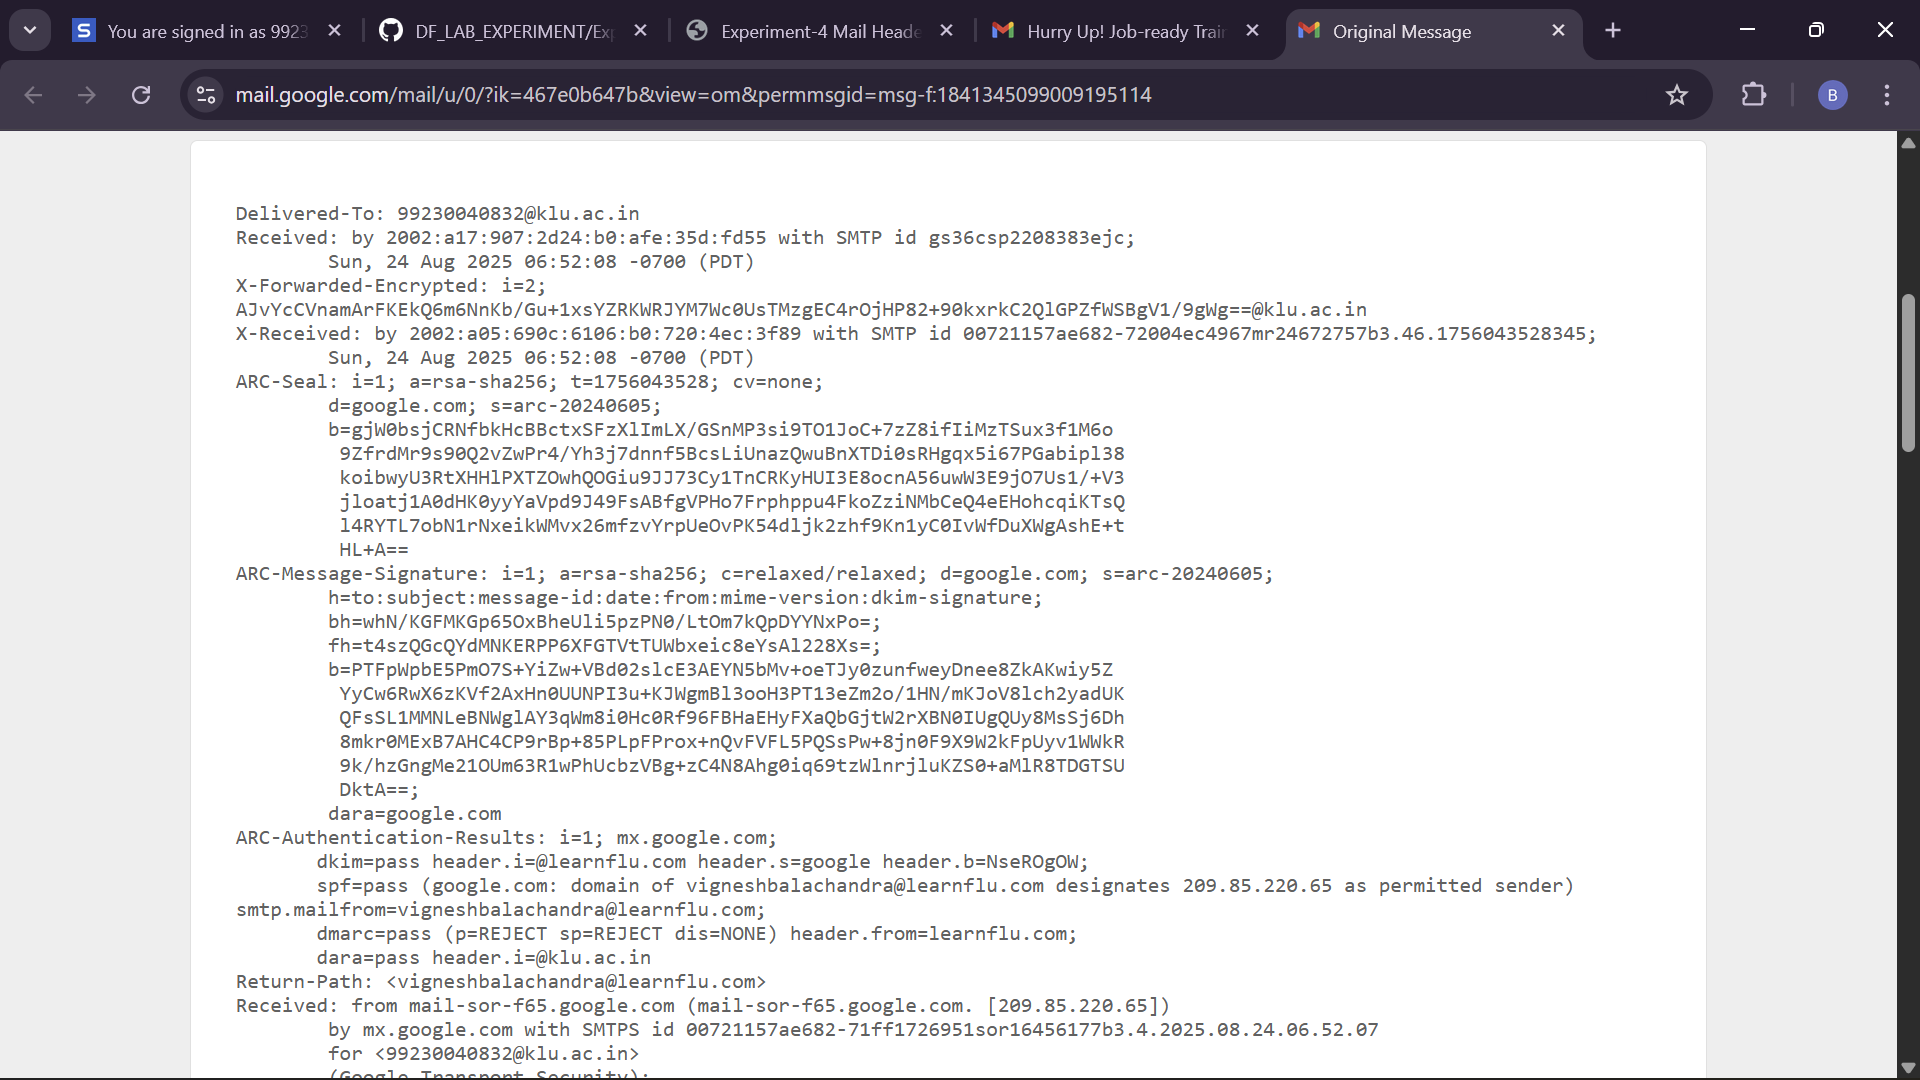 You are signed in as 9923
DF_LAB_EXPERIMENT/Exp
Experiment-4 Mail Heade
Hurry Up! Job-ready Train
Original Message
mail.google.com/mail/u/0/?ik=467e0b647b&view=om&permmsgid=msg-f:1841345099009195114
B
Delivered-To: 99230040832@klu.ac.in
Received: by 2002:a17:907:2d24:b0:afe:35d:fd55 with SMTP id gs36csp2208383ejc;
Sun, 24 Aug 2025 06:52:08 -0700 (PDT)
X-Forwarded-Encrypted: i=2;
AJvYcCVnamArFKEkQ6m6NnKb/Gu+1xsYZRKWRJYM7Wc0UsTMzgEC4rOjHP82+90kxrkC2QlGPZfWSBgV1/9gWg==@klu.ac.in
X-Received: by 2002:a05:690c:6106:b0:720:4ec:3f89 with SMTP id 00721157ae682-72004ec4967mr24672757b3.46.1756043528345;
Sun, 24 Aug 2025 06:52:08 -0700 (PDT)
ARC-Seal: i=1; a=rsa-sha256; t=1756043528; cv=none;
d=google.com; s=arc-20240605;
b=gjW0bsjCRNfbkHcBBctxSFzXlImLX/GSnMP3si9TO1JoC+7zZ8ifIiMzTSux3f1M6o
9ZfrdMr9s90Q2vZwPr4/Yh3j7dnnf5BcsLiUnazQwuBnXTDi0sRHgqx5i67PGabipl38
koibwyU3RtXHHlPXTZOwhQOGiu9JJ73Cy1TnCRKyHUI3E8ocnA56uwW3E9jO7Us1/+V3
jloatj1A0dHK0yyYaVpd9J49FsABfgVPHo7Frphppu4FkoZziNMbCeQ4eEHohcqiKTsQ
l4RYTL7obN1rNxeikWMvx26mfzvYrpUeOvPK54dljk2zhf9Kn1yC0IvWfDuXWgAshE+t
HL+A==
ARC-Message-Signature: i=1; a=rsa-sha256; c=relaxed/relaxed; d=google.com; s=arc-20240605;
h=to:subject:message-id:date:from:mime-version:dkim-signature;
bh=whN/KGFMKGp65OxBheUli5pzPN0/LtOm7kQpDYYNxPo=;
fh=t4szQGcQYdMNKERPP6XFGTVtTUWbxeic8eYsAl228Xs=;
b=PTFpWpbE5PmO7S+YiZw+VBd02slcE3AEYN5bMv+oeTJy0zunfweyDnee8ZkAKwiy5Z
YyCw6RwX6zKVf2AxHn0UUNPI3u+KJWgmBl3ooH3PT13eZm2o/1HN/mKJoV8lch2yadUK
QFsSL1MMNLeBNWglAY3qWm8i0Hc0Rf96FBHaEHyFXaQbGjtW2rXBN0IUgQUy8MsSj6Dh
8mkr0MExB7AHC4CP9rBp+85PLpFProx+nQvFVFL5PQSsPw+8jn0F9X9W2kFpUyv1WWkR
9k/hzGngMe21OUm63R1wPhUcbzVBg+zC4N8Ahg0iq69tzWlnrjluKZS0+aMlR8TDGTSU
DktA==;
dara=google.com
ARC-Authentication-Results: i=1; mx.google.com;
dkim=pass header.i=@learnflu.com header.s=google header.b=NseROgOW;
spf=pass (google.com: domain of vigneshbalachandra@learnflu.com designates 209.85.220.65 as permitted sender)
smtp.mailfrom=vigneshbalachandra@learnflu.com;
dmarc=pass (p=REJECT sp=REJECT dis=NONE) header.from=learnflu.com;
dara=pass header.i=@klu.ac.in
Return-Path: <vigneshbalachandra@learnflu.com>
Received: from mail-sor-f65.google.com (mail-sor-f65.google.com. [209.85.220.65])
by mx.google.com with SMTPS id 00721157ae682-71ff1726951sor16456177b3.4.2025.08.24.06.52.07
for <99230040832@klu.ac.in>
(Google Transport Security);